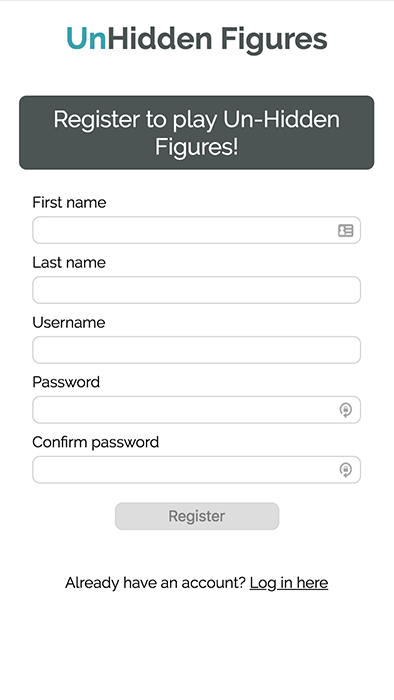 UnHidden Figures
Register to play Un-Hidden
Figures!
First name
Last name
Username
Password
Confirm password
Register
Already have an account? Log in here